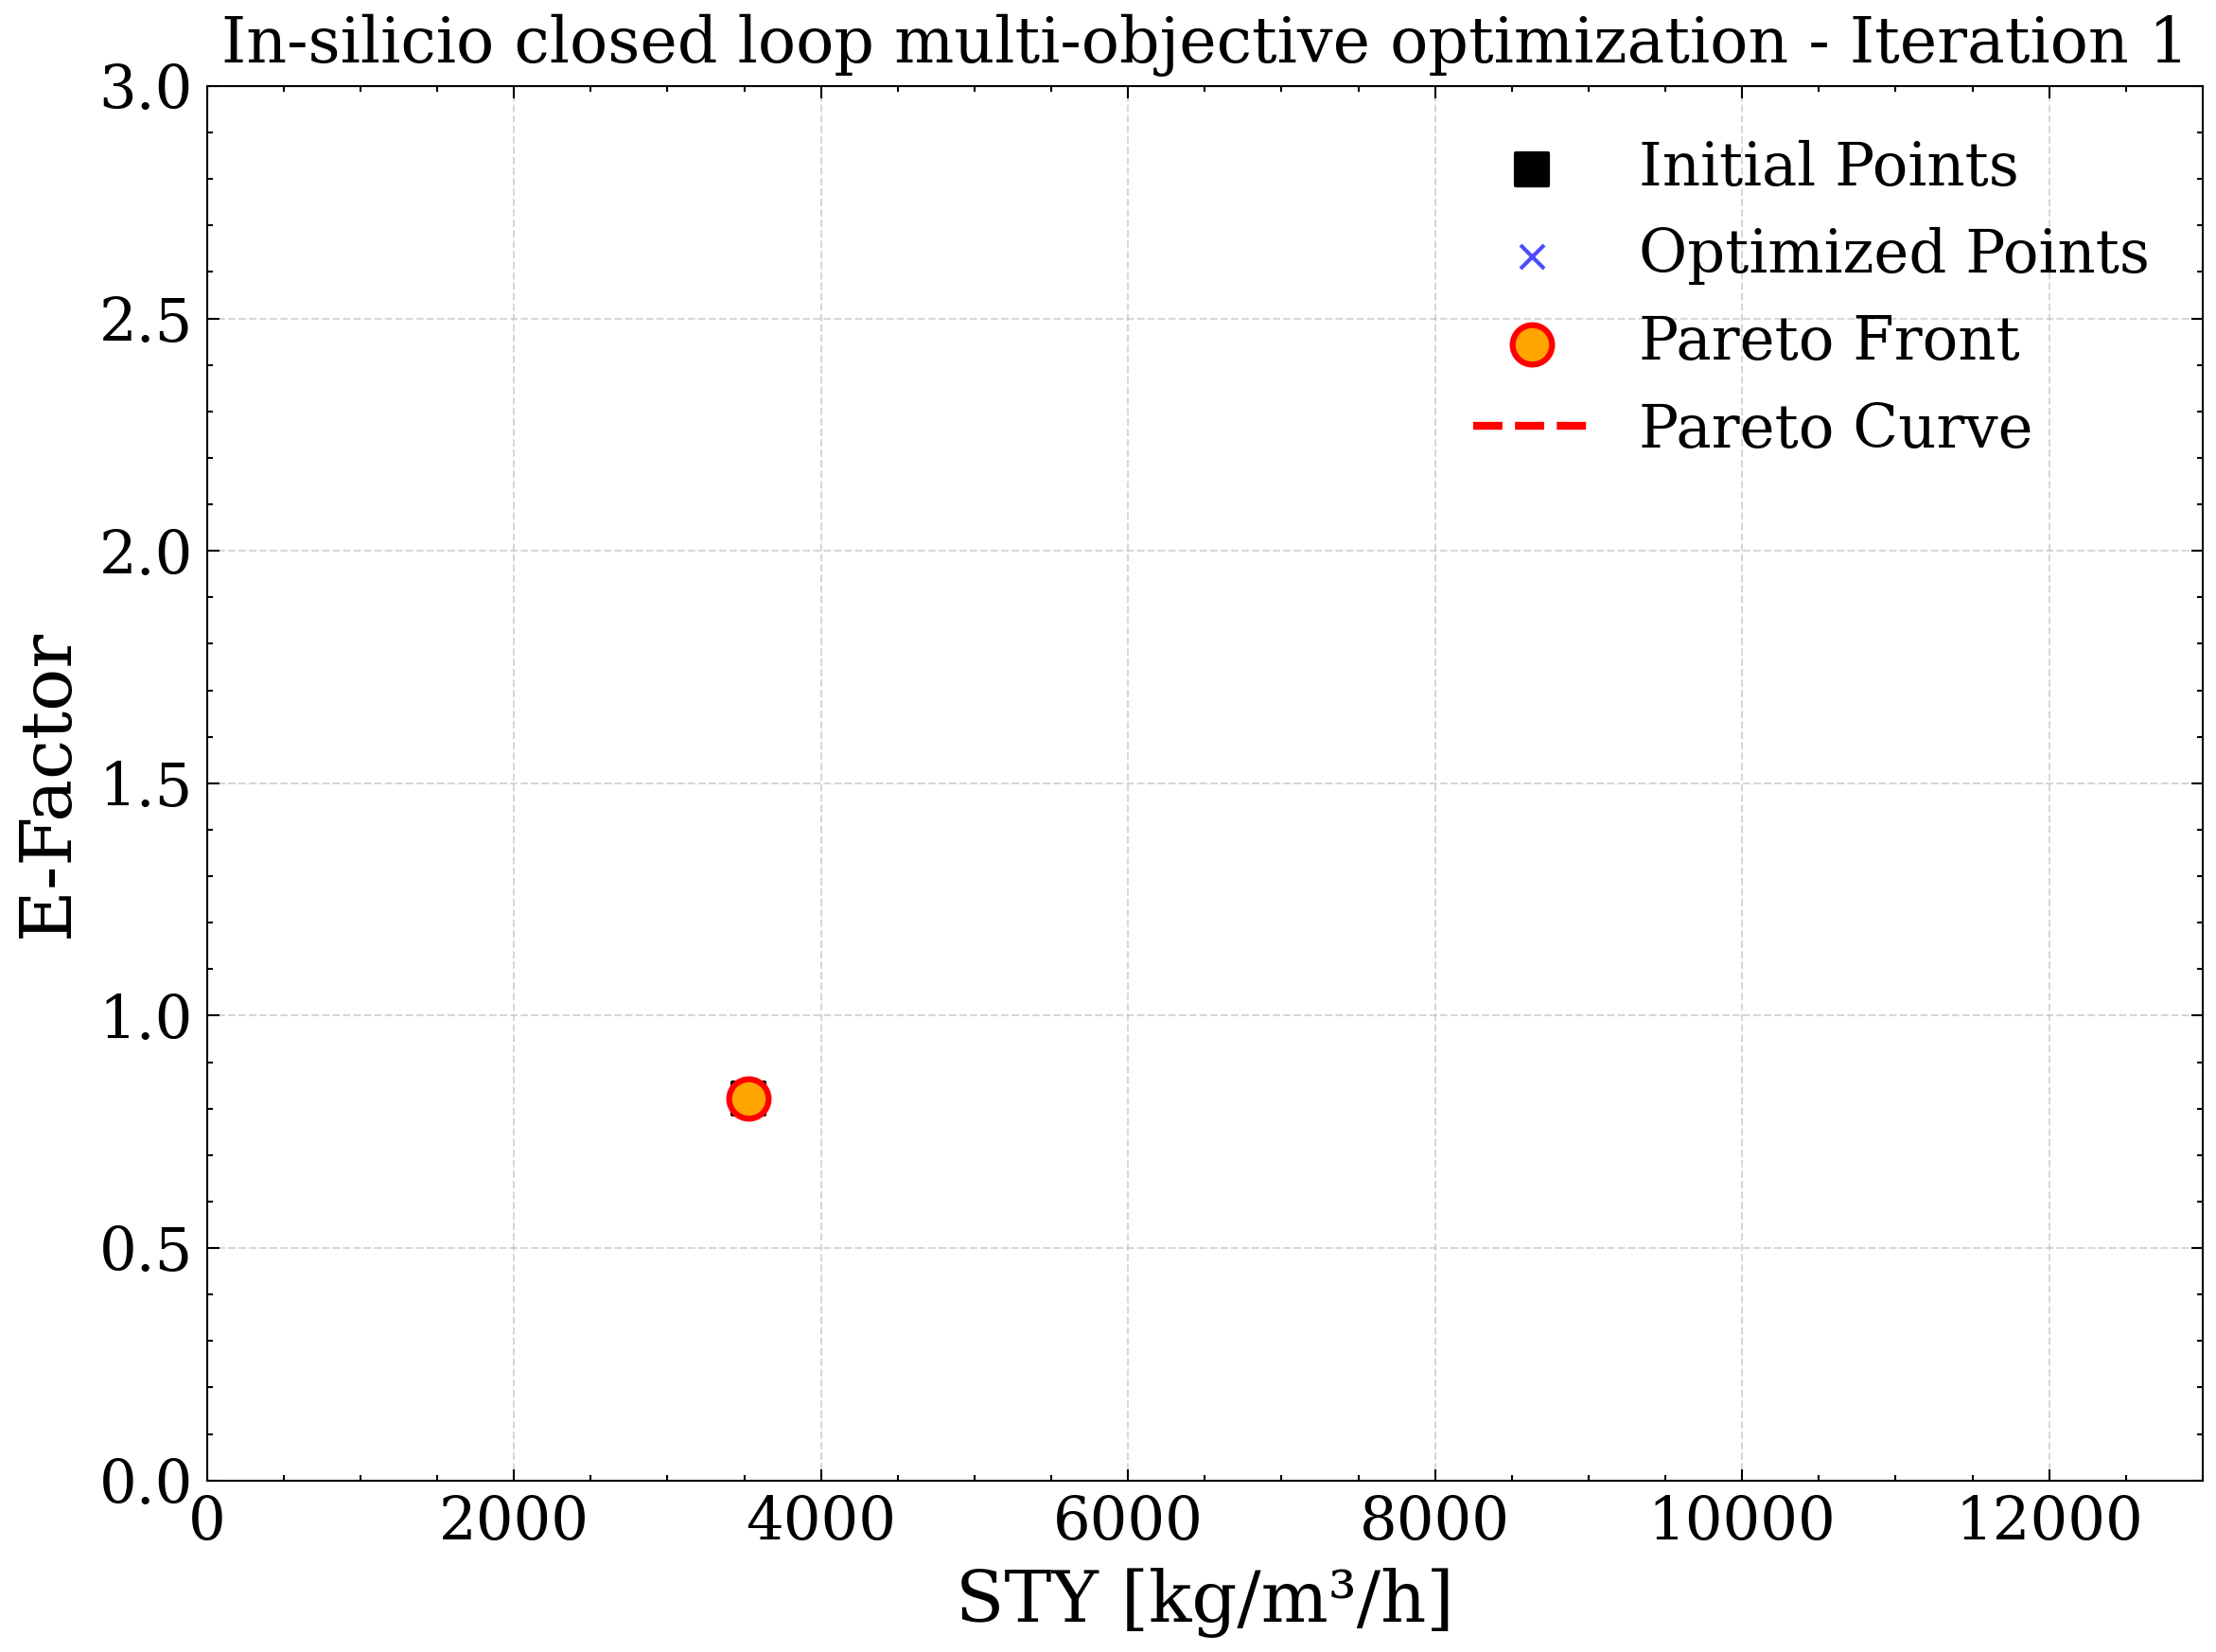 In-silicio closed loop multi-objective optimization - Iteration 1
3.0
2.5
2.0
1.5
1.0
0.5
0.0
E-Factor
Initial Points
Optimized Points
Pareto Front
Pareto Curve
0 2000 4000 6000 8000 10000 12000
STY [kg/m³/h]